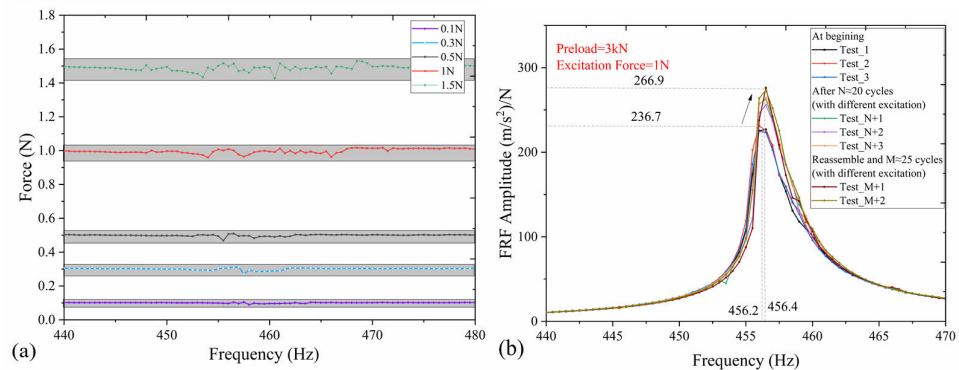 1.8
1.6
1.4
1.2
1.0
0.8
0.6
0.4
0.2
0.0
Force (N)
440
450
460
470
480
Frequency (Hz)
0.1N
0.3N
0.5N
1N
1.5N
(a)
300
250
200
150
100
50
0
FRF Amplitude (m/s²)/N
440
445
450
455
460
465
470
Frequency (Hz)
Preload=3kN
Excitation Force=1N
266.9
236.7
456.2
456.4
At begining
Test_1
Test_2
Test_3
After N≈20 cycles
(with different excitation)
Test_N+1
Test_N+2
Test_N+3
Reassemble and M≈25 cycles
(with different excitation)
Test_M+1
Test_M+2
(b)